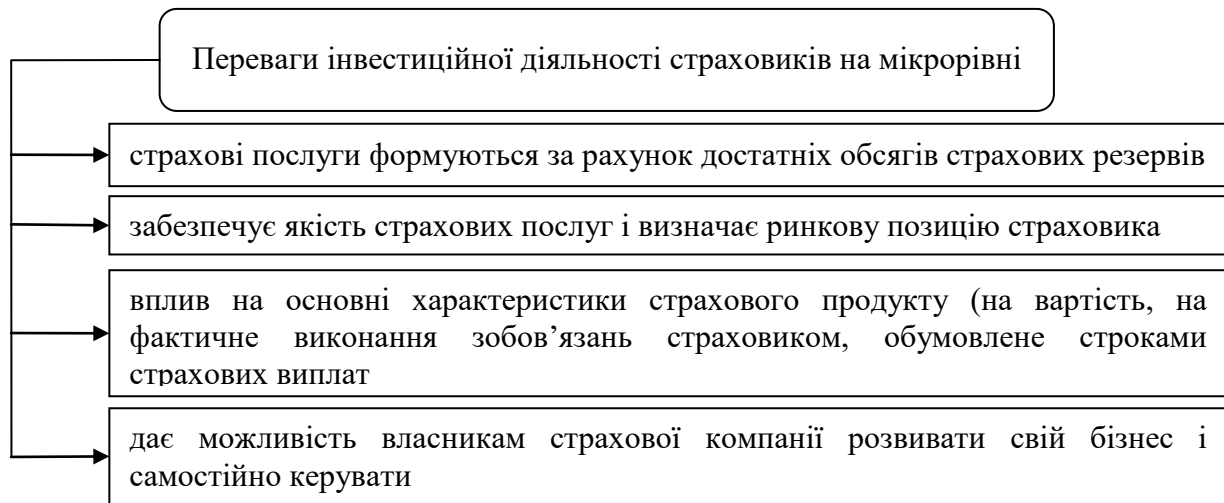 Переваги інвестиційної діяльності страховиків на мікрорівні
страхові послуги формуються за рахунок достатніх обсягів страхових резервів
забезпечує якість страхових послуг і визначає ринкову позицію страховика
вплив на основні характеристики страхового продукту (на вартість, на
фактичне виконання зобов’язань страховиком, обумовлене строками
страхових виплат
дає можливість власникам страхової компанії розвивати свій бізнес і
самостійно керувати